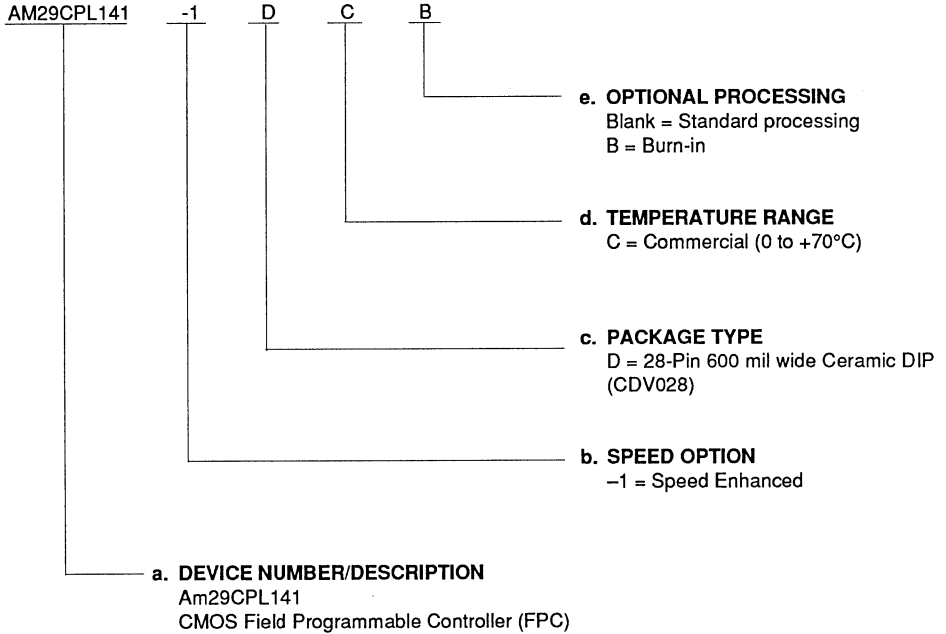 AM29CPL141 -1 D C B
e. OPTIONAL PROCESSING
Blank = Standard processing
B = Burn-in
d. TEMPERATURE RANGE
C = Commercial (0 to +70°C)
c. PACKAGE TYPE
D = 28-Pin 600 mil wide Ceramic DIP
(CDV028)
b. SPEED OPTION
–1 = Speed Enhanced
a. DEVICE NUMBER/DESCRIPTION
Am29CPL141
CMOS Field Programmable Controller (FPC)